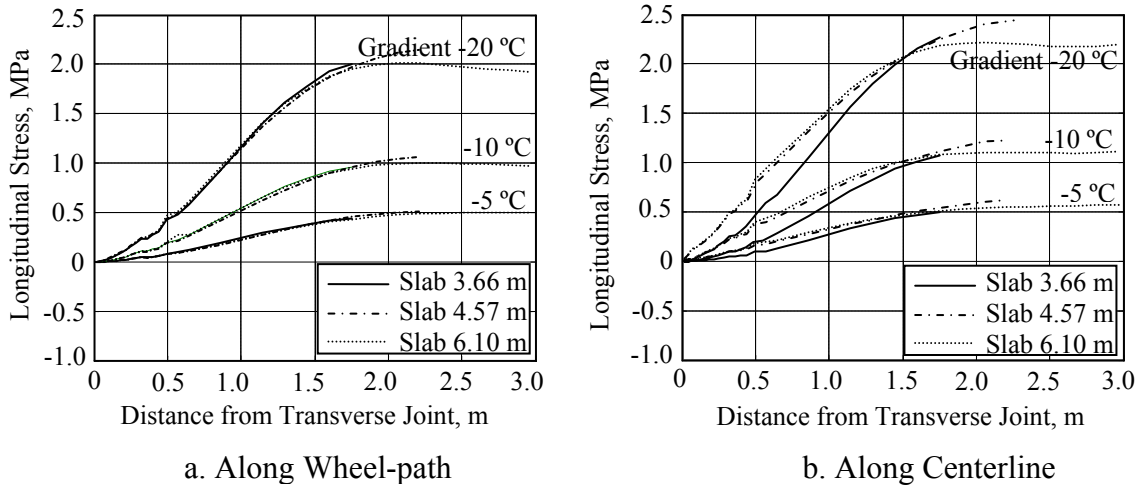 2.5
2.0
1.5
1.0
0.5
0
-0.5
-1.0
Longitudinal Stress, MPa
Gradient -20 ºC
-10 ºC
-5 ºC
Slab 3.66 m
Slab 4.57 m
Slab 6.10 m
0 0.5 1.0 1.5 2.0 2.5 3.0
Distance from Transverse Joint, m
a. Along Wheel-path
2.5
2.0
1.5
1.0
0.5
0
-0.5
-1.0
Longitudinal Stress, MPa
Gradient -20 ºC
-10 ºC
-5 ºC
Slab 3.66 m
Slab 4.57 m
Slab 6.10 m
0 0.5 1.0 1.5 2.0 2.5 3.0
Distance from Transverse Joint, m
b. Along Centerline